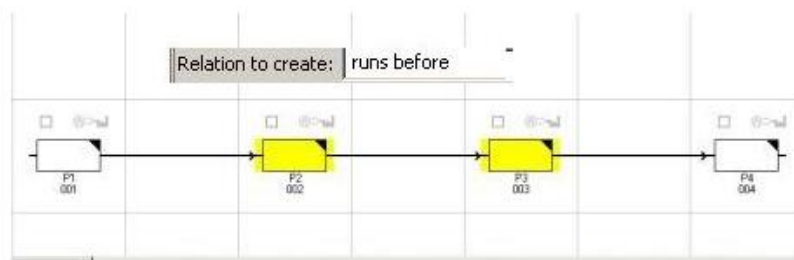 Relation to create: runs before
P1
001
P2
002
P3
003
P4
004